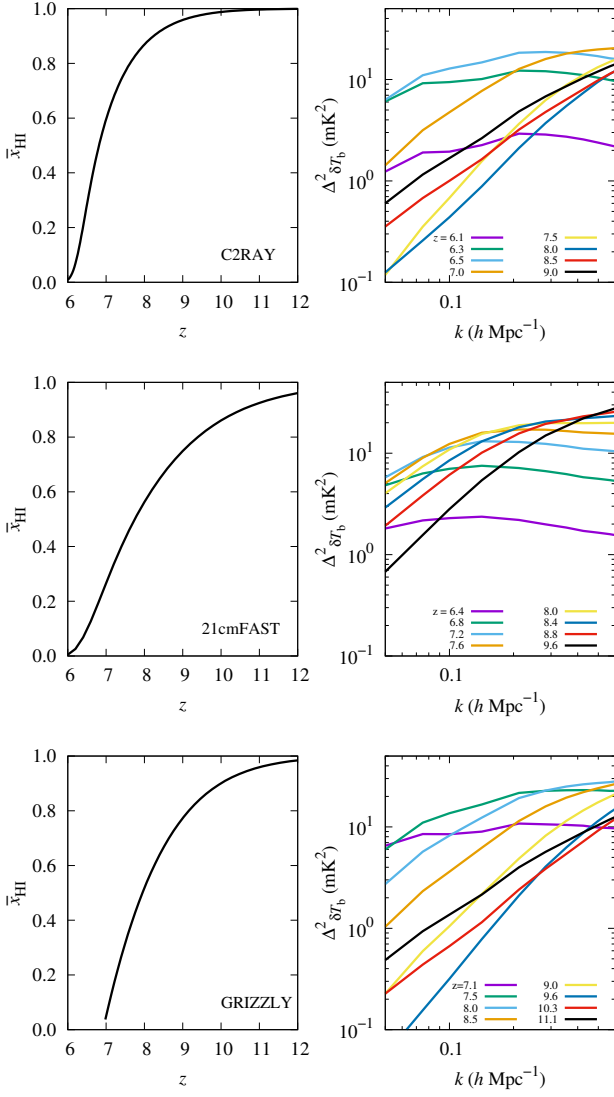 1.0
0.8
0.6
0.4
0.2
0.0
x̅HI
6 7 8 9 10 11 12
z
C2RAY
10¹
10⁰
10⁻¹
Δ²δTb (mK²)
0.1
k (h Mpc⁻¹)
z = 6.1 7.5
6.3 8.0
6.5 8.5
7.0 9.0
1.0
0.8
0.6
0.4
0.2
0.0
x̅HI
6 7 8 9 10 11 12
z
21cmFAST
10¹
10⁰
10⁻¹
Δ²δTb (mK²)
0.1
k (h Mpc⁻¹)
z = 6.4 8.0
6.8 8.4
7.2 8.8
7.6 9.6
1.0
0.8
0.6
0.4
0.2
0.0
x̅HI
6 7 8 9 10 11 12
z
GRIZZLY
10¹
10⁰
10⁻¹
Δ²δTb (mK²)
0.1
k (h Mpc⁻¹)
z=7.1 9.0
7.5 9.6
8.0 10.3
8.5 11.1